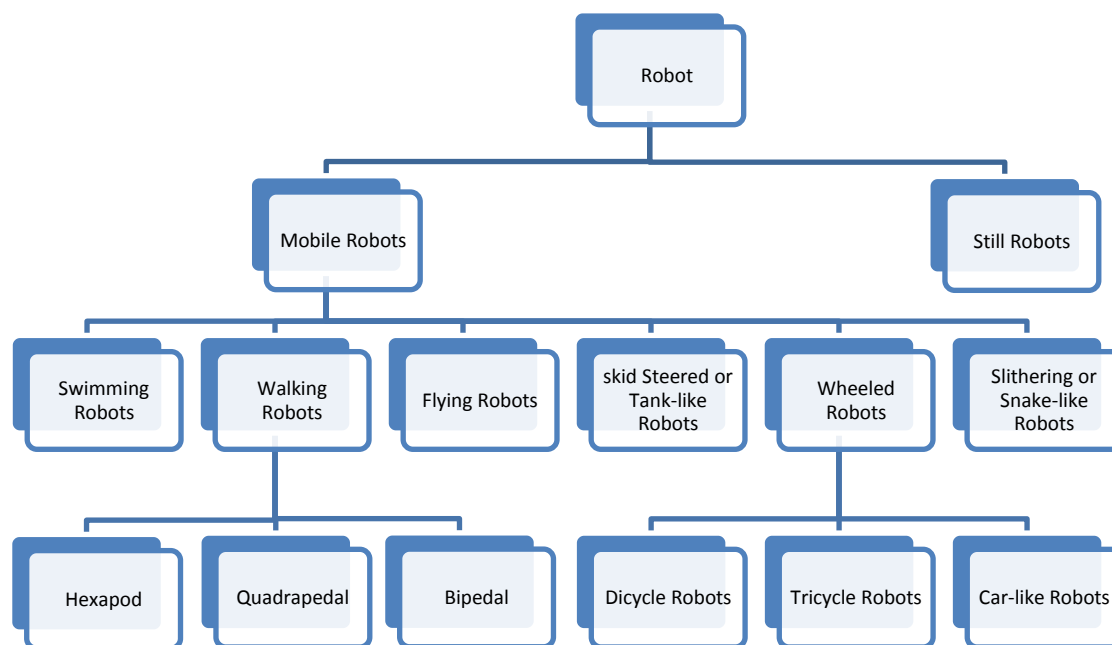 Robot
Mobile Robots
Still Robots
Swimming
Robots
Walking
Robots
Flying Robots
skid Steered or
Tank-like
Robots
Wheeled
Robots
Slithering or
Snake-like
Robots
Hexapod
Quadrapedal
Bipedal
Dicycle Robots
Tricycle Robots
Car-like Robots